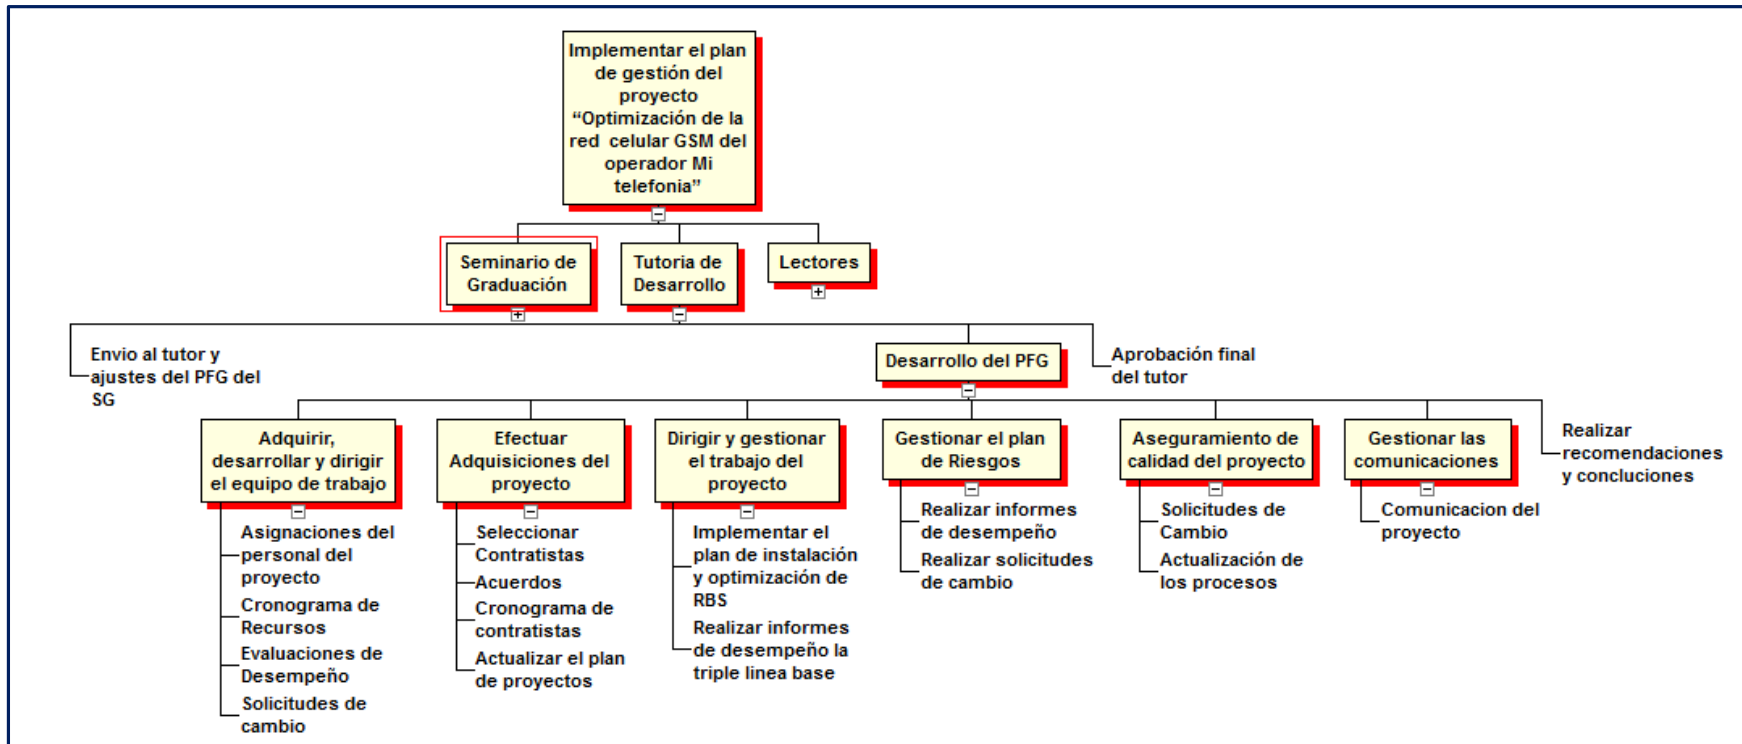 Implementar el plan
de gestión del
proyecto
“Optimización de la
red celular GSM del
operador Mi
telefonia”
Seminario de
Graduación
Tutoria de
Desarrollo
Lectores
Envio al tutor y
ajustes del PFG del
SG
Desarrollo del PFG
Aprobación final
del tutor
Adquirir,
desarrollar y dirigir
el equipo de trabajo
Asignaciones del
personal del
proyecto
Cronograma de
Recursos
Evaluaciones de
Desempeño
Solicitudes de
cambio
Efectuar
Adquisiciones del
proyecto
Seleccionar
Contratistas
Acuerdos
Cronograma de
contratistas
Actualizar el plan
de proyectos
Dirigir y gestionar
el trabajo del
proyecto
Implementar el
plan de instalación
y optimización de
RBS
Realizar informes
de desempeño la
triple linea base
Gestionar el plan
de Riesgos
Realizar informes
de desempeño
Realizar solicitudes
de cambio
Aseguramiento de
calidad del proyecto
Solicitudes de
Cambio
Actualización de
los procesos
Gestionar las
comunicaciones
Comunicacion del
proyecto
Realizar
recomendaciones
y concluciones